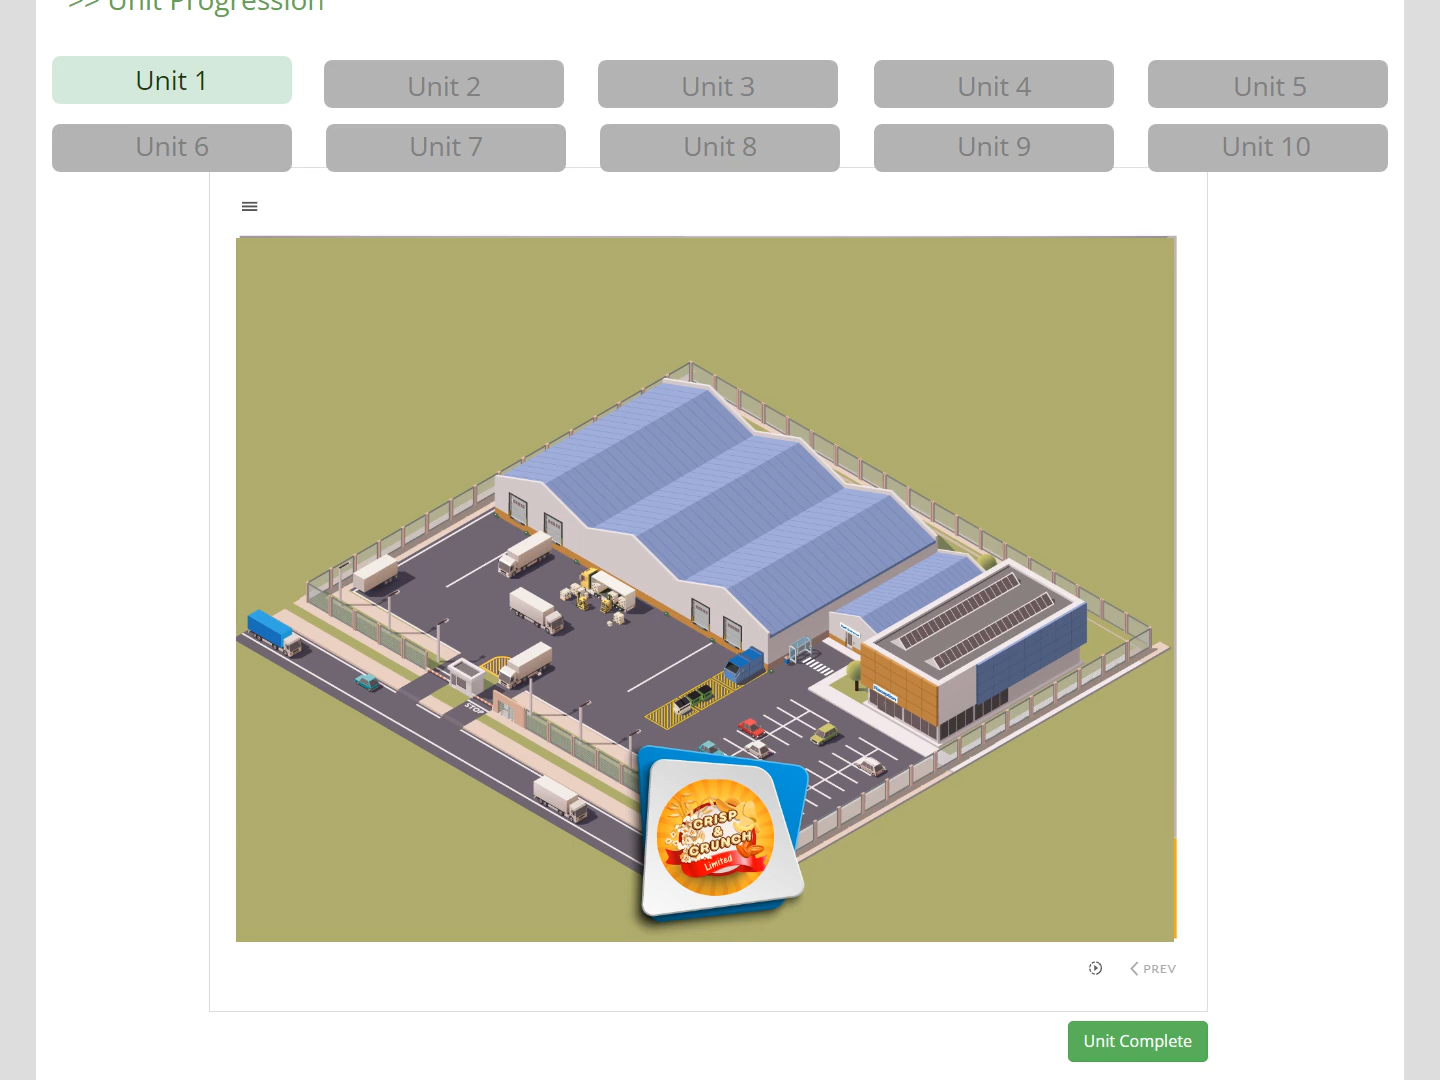 >> Unit Progression
Unit 1
Unit 2
Unit 3
Unit 4
Unit 5
Unit 6
Unit 7
Unit 8
Unit 9
Unit 10
STOP
Reception
CRISP
&
CRUNCH
Limited
PREV
Unit Complete